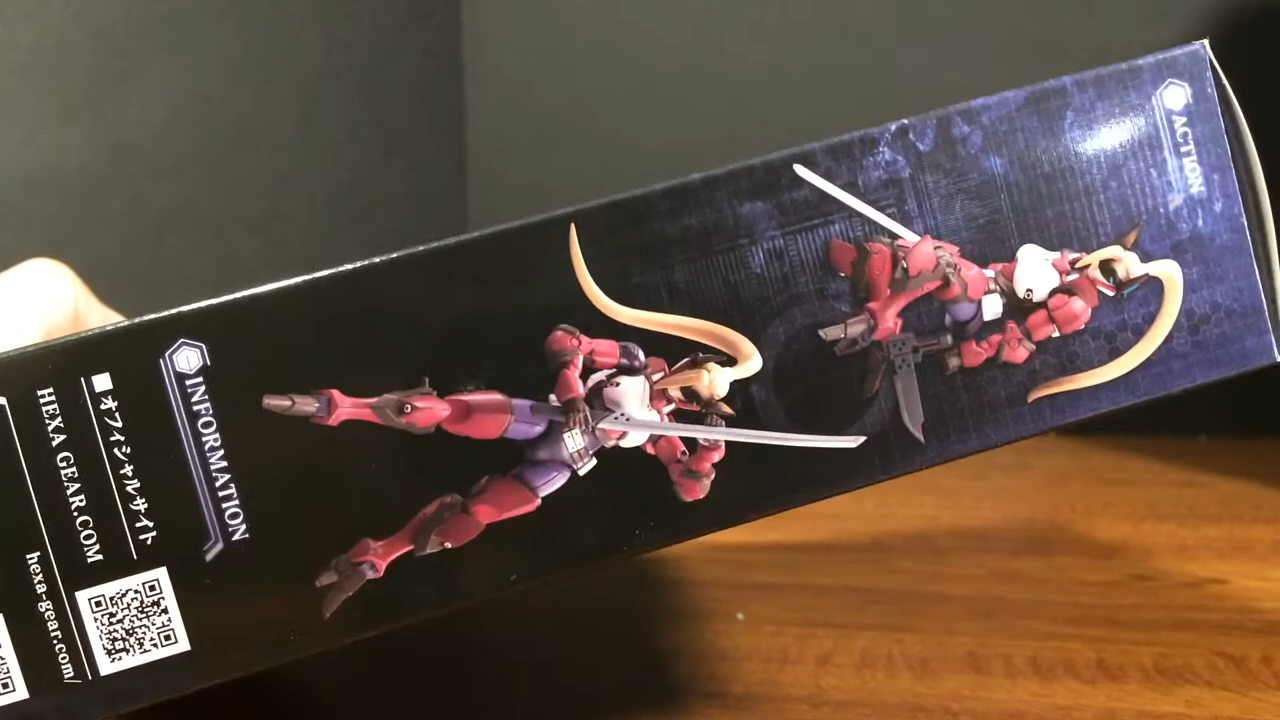 ACTION
INFORMATION
■オフィシャルサイト
HEXA GEAR.COM
hexa-gear.com/